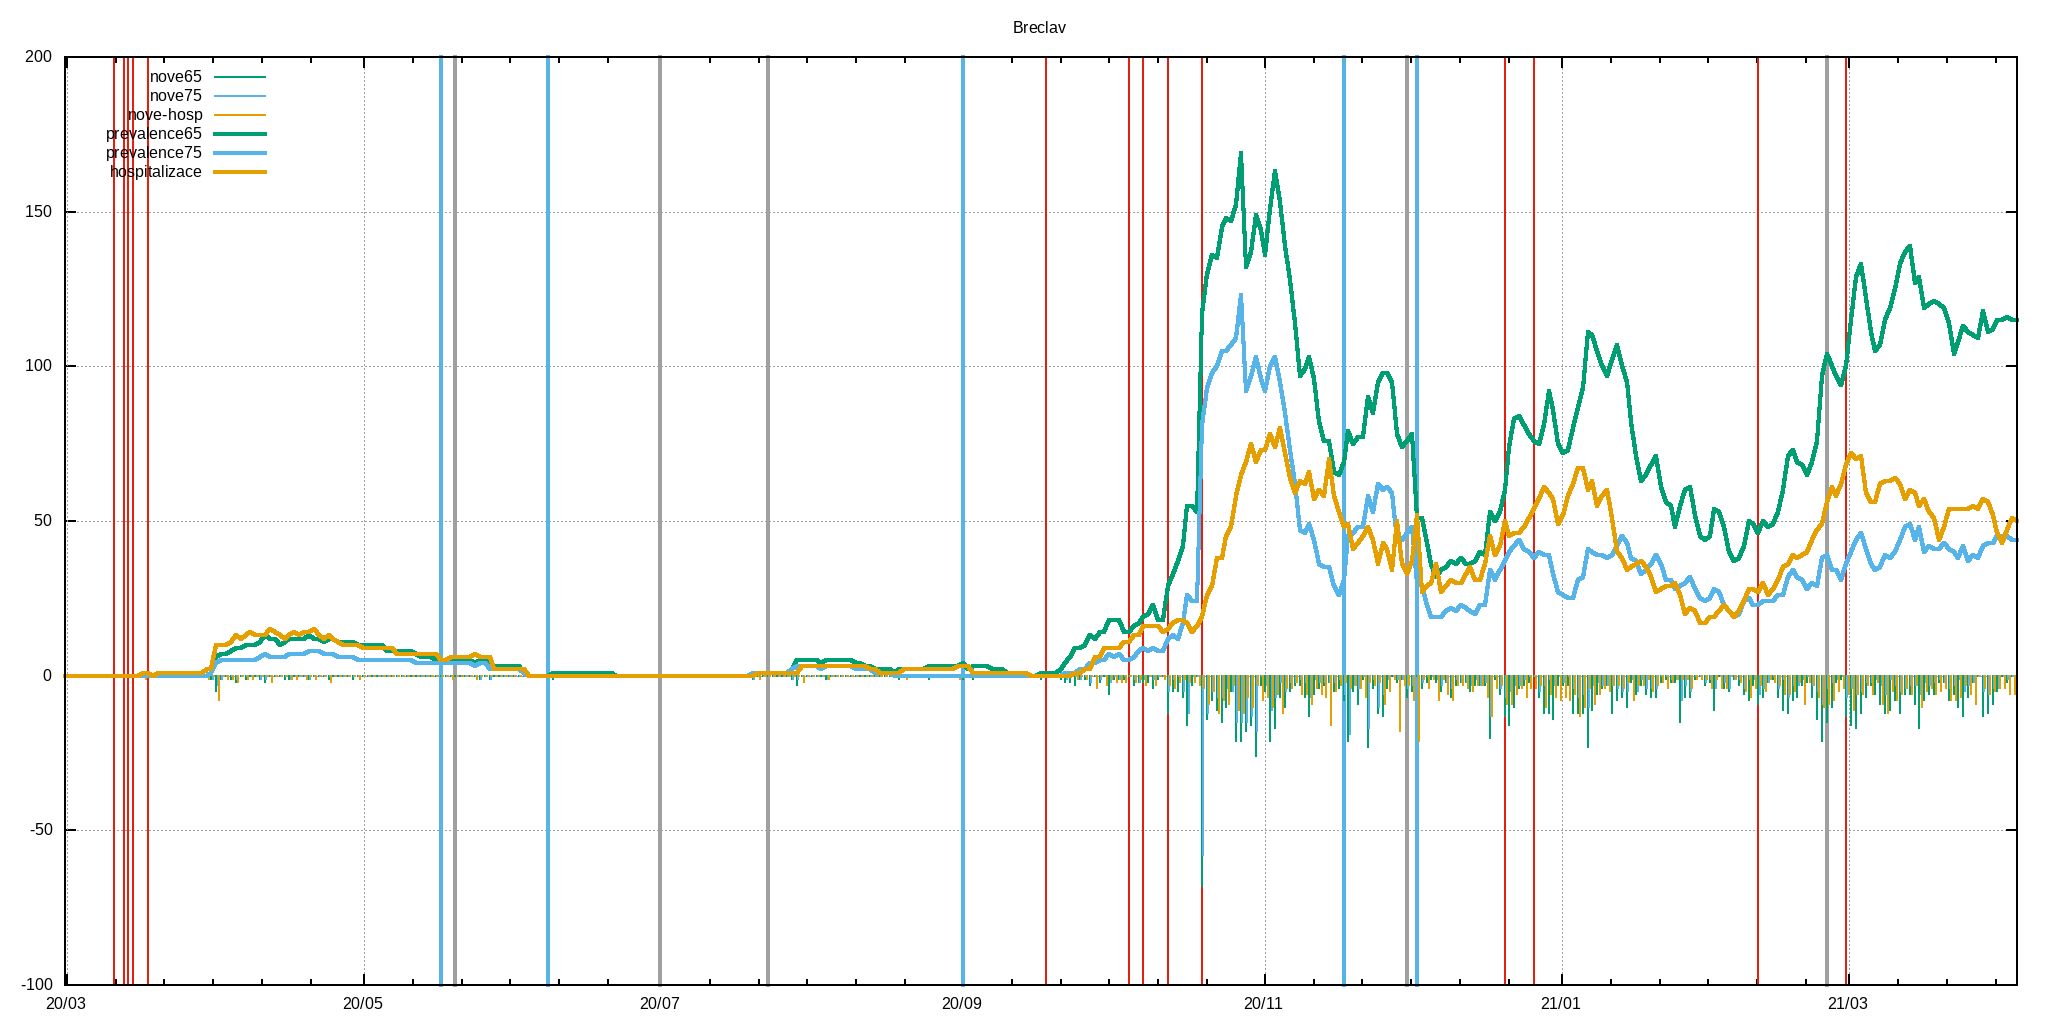 Breclav
200
nove65
nove75
nove-hosp
prevalence65
prevalence75
hospitalizace
150
100
50
0
-50
-100
20/03 20/05 20/07 20/09 20/11 21/01 21/03